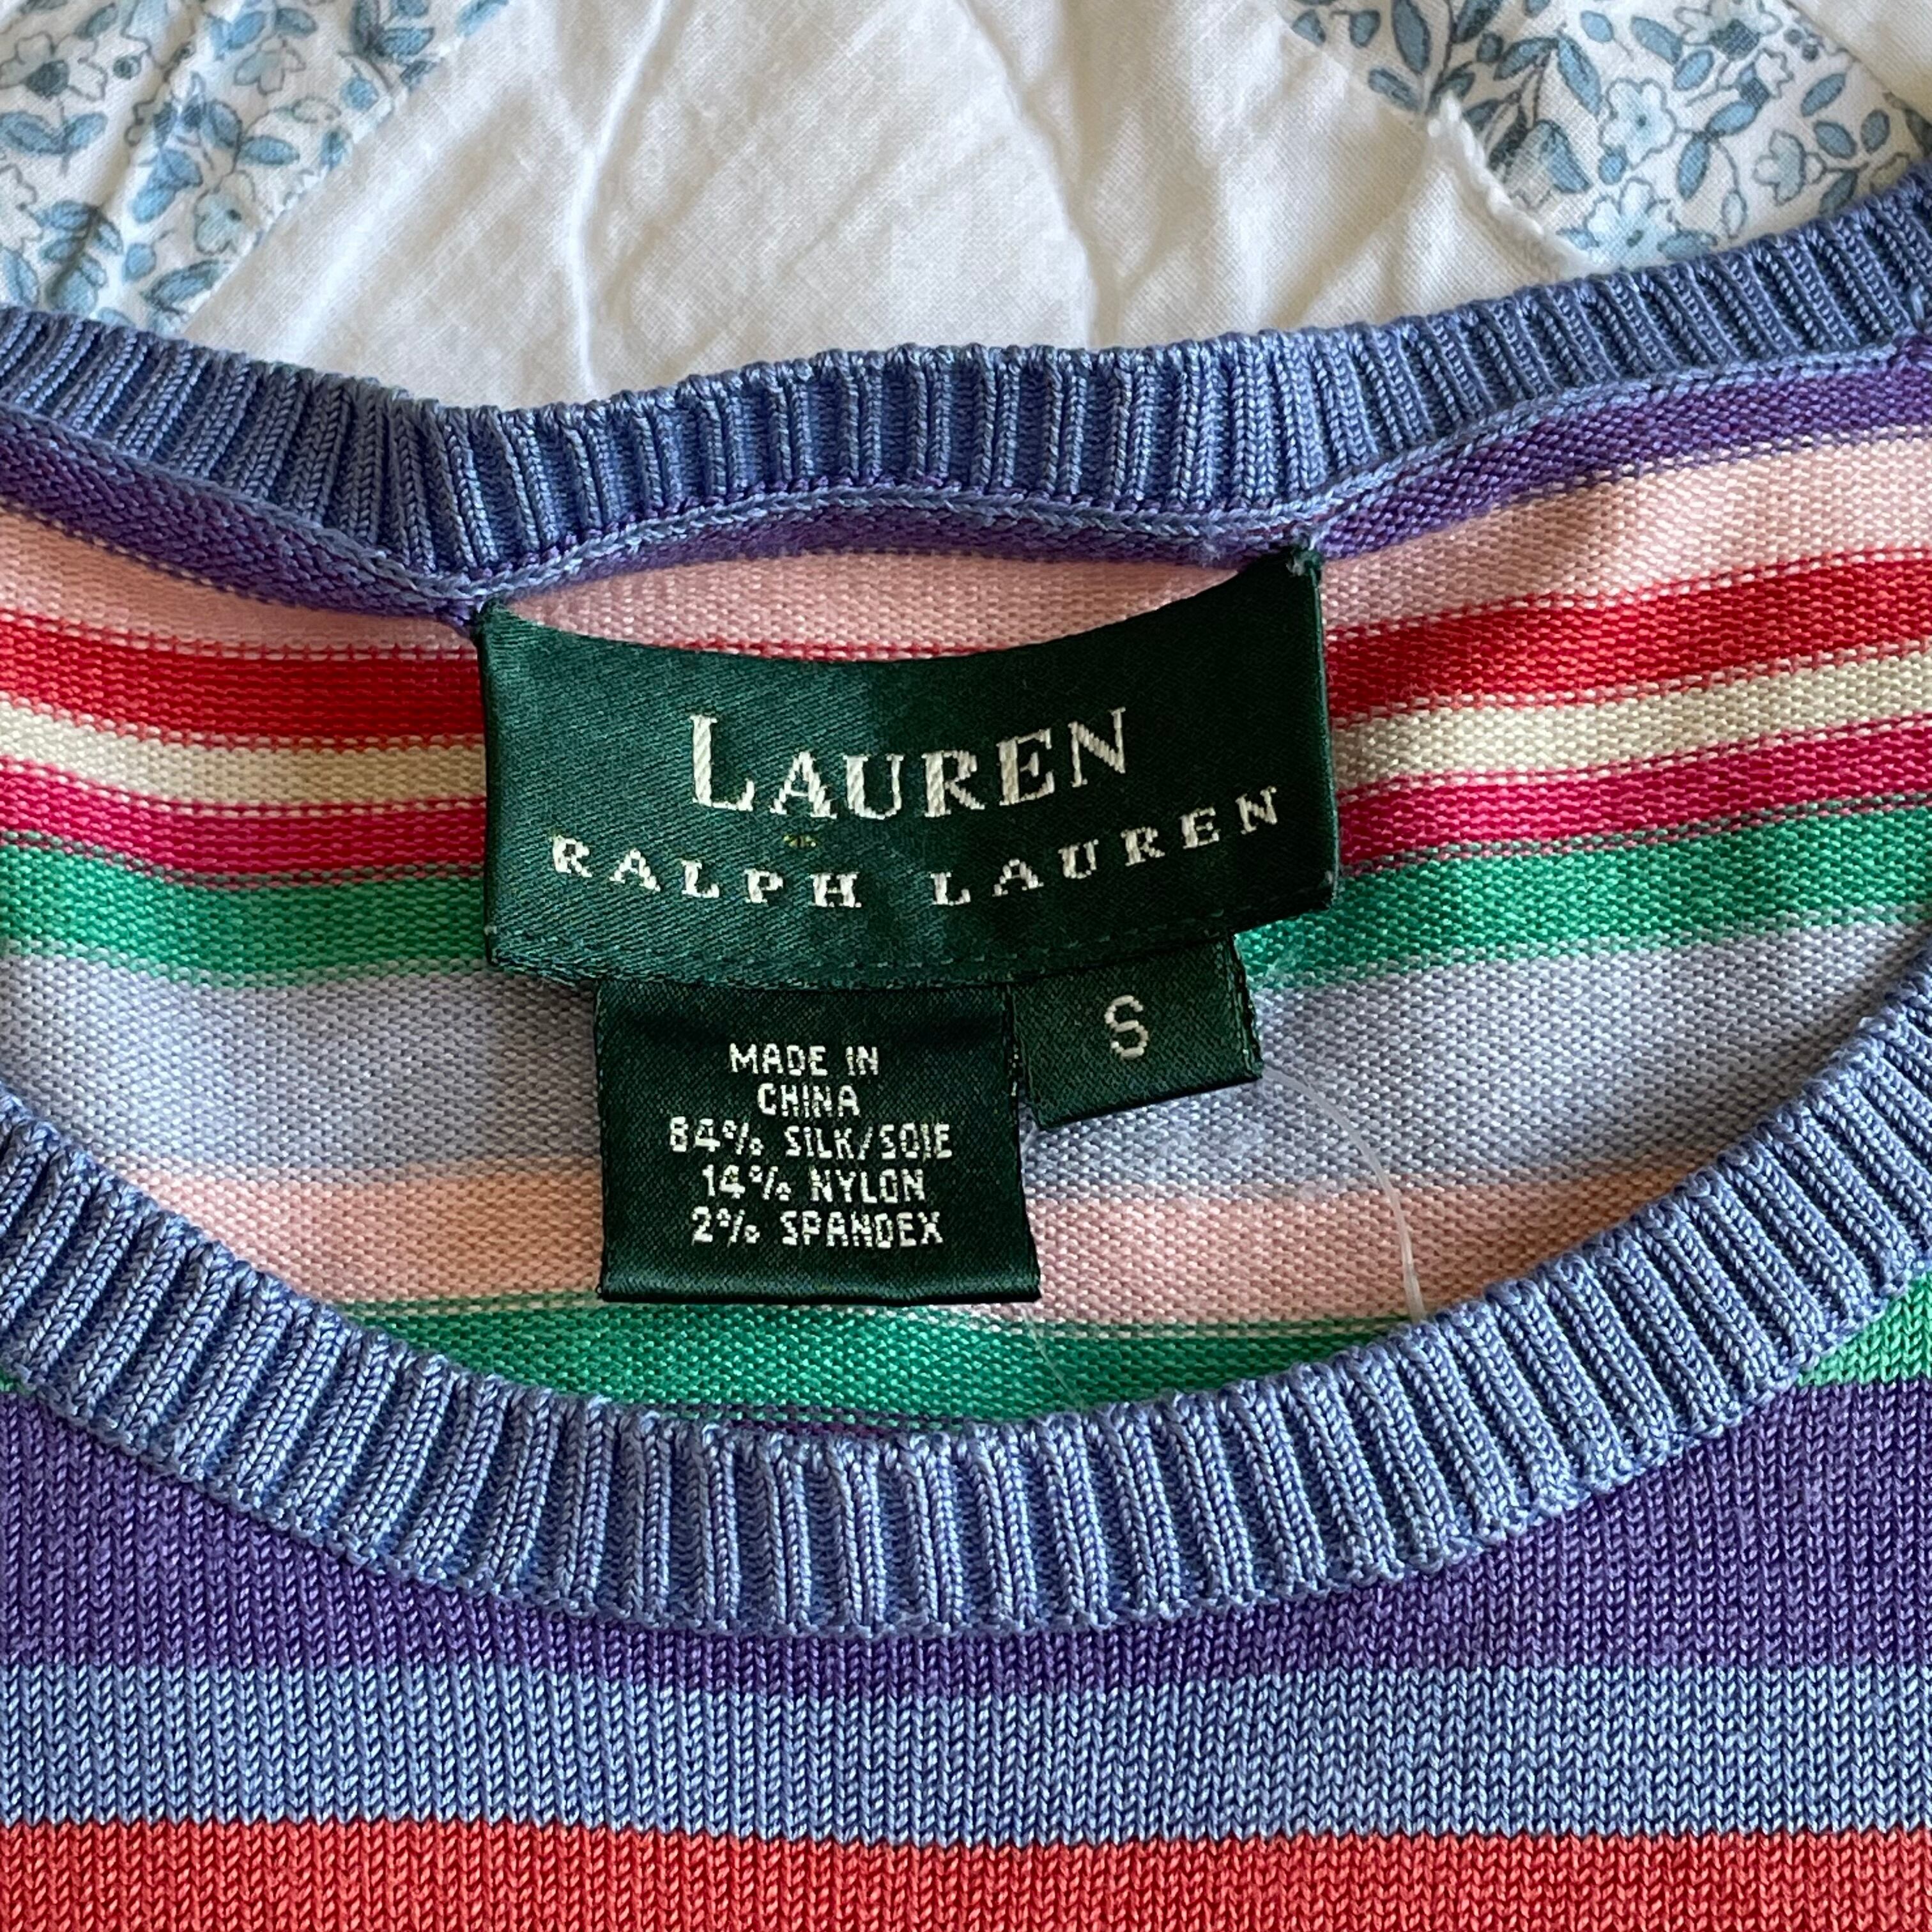 LAUREN
RALPH LAUREN
S
MADE IN
CHINA
84% SILK/SOIE
14% NYLON
2% SPANDEX